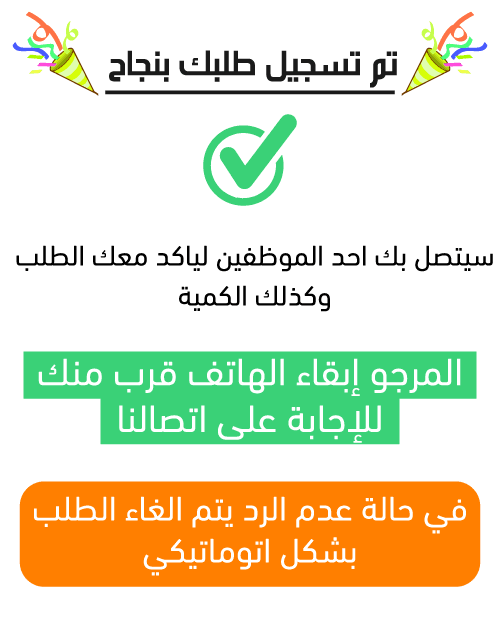 تم تسجيل طلبك بنجاح
سيتصل بك احد الموظفين لياكد معك الطلب
وكذلك الكمية
المرجو إبقاء الهاتف قرب منك
للإجابة على اتصالنا
في حالة عدم الرد يتم الغاء الطلب
بشكل اتوماتيكي